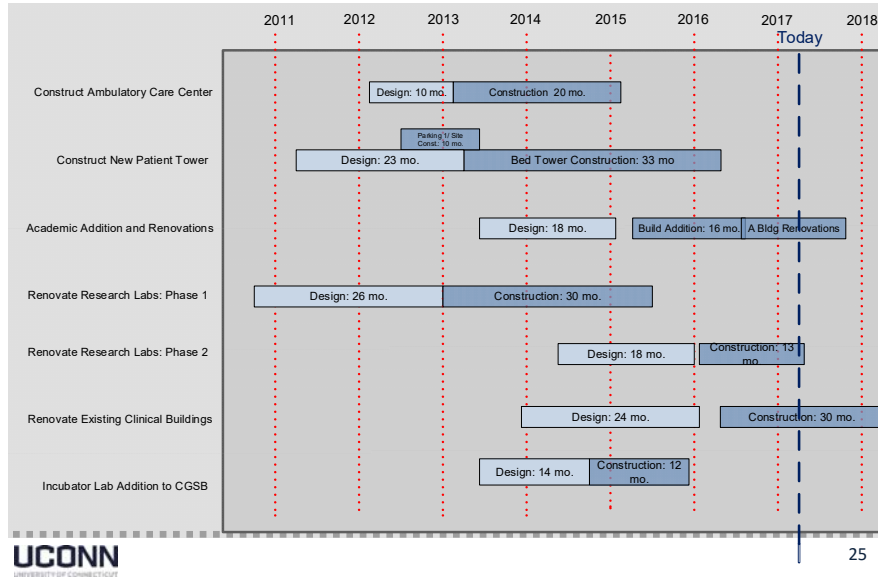 2011 2012 2013 2014 2015 2016 2017 2018
Today
Construct Ambulatory Care Center
Design: 10 mo.
Construction 20 mo.
Parking 1/ Site
Const.: 10 mo.
Construct New Patient Tower
Design: 23 mo.
Bed Tower Construction: 33 mo
Academic Addition and Renovations
Design: 18 mo.
Build Addition: 16 mo.
A Bldg Renovations
Renovate Research Labs: Phase 1
Design: 26 mo.
Construction: 30 mo.
Renovate Research Labs: Phase 2
Design: 18 mo.
Construction: 13
mo
Renovate Existing Clinical Buildings
Design: 24 mo.
Construction: 30 mo.
Incubator Lab Addition to CGSB
Design: 14 mo.
Construction: 12
mo.
UCONN
UNIVERSITY OF CONNECTICUT
25